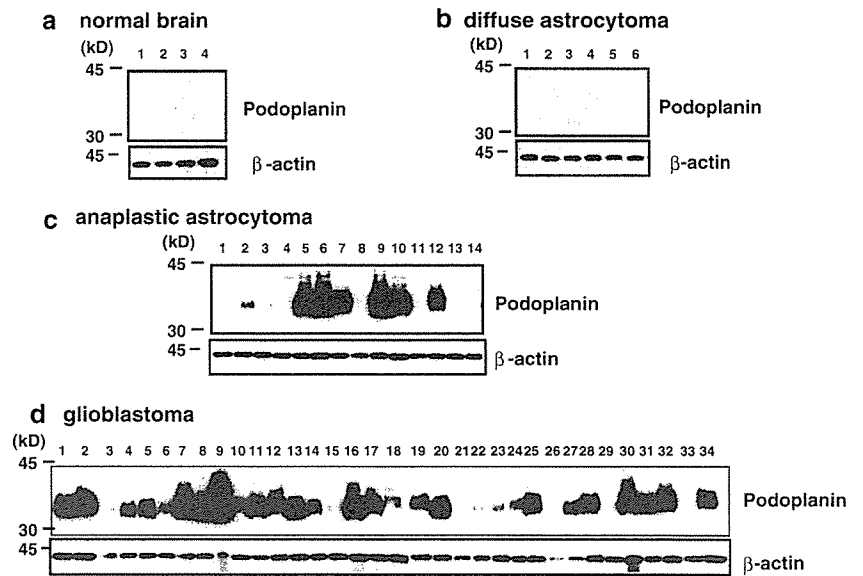 a normal brain
(kD) 1 2 3 4
45
Podoplanin
30
45
β-actin
b diffuse astrocytoma
(kD) 1 2 3 4 5 6
45
Podoplanin
30
45
β-actin
c anaplastic astrocytoma
(kD) 1 2 3 4 5 6 7 8 9 10 11 12 13 14
45
Podoplanin
30
45
β-actin
d glioblastoma
(kD) 1 2 3 4 5 6 7 8 9 10 11 12 13 14 15 16 17 18 19 20 21 22 23 24 25 26 27 28 29 30 31 32 33 34
45
Podoplanin
30
45
β-actin